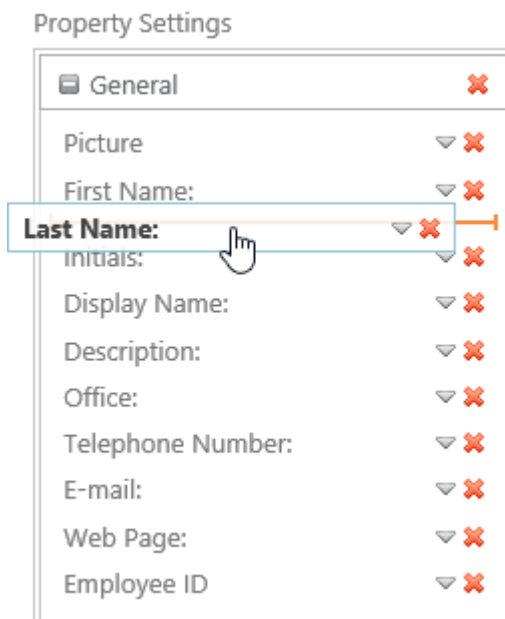 Property Settings
General
Picture
First Name:
Last Name:
Initials:
Display Name:
Description:
Office:
Telephone Number:
E-mail:
Web Page:
Employee ID